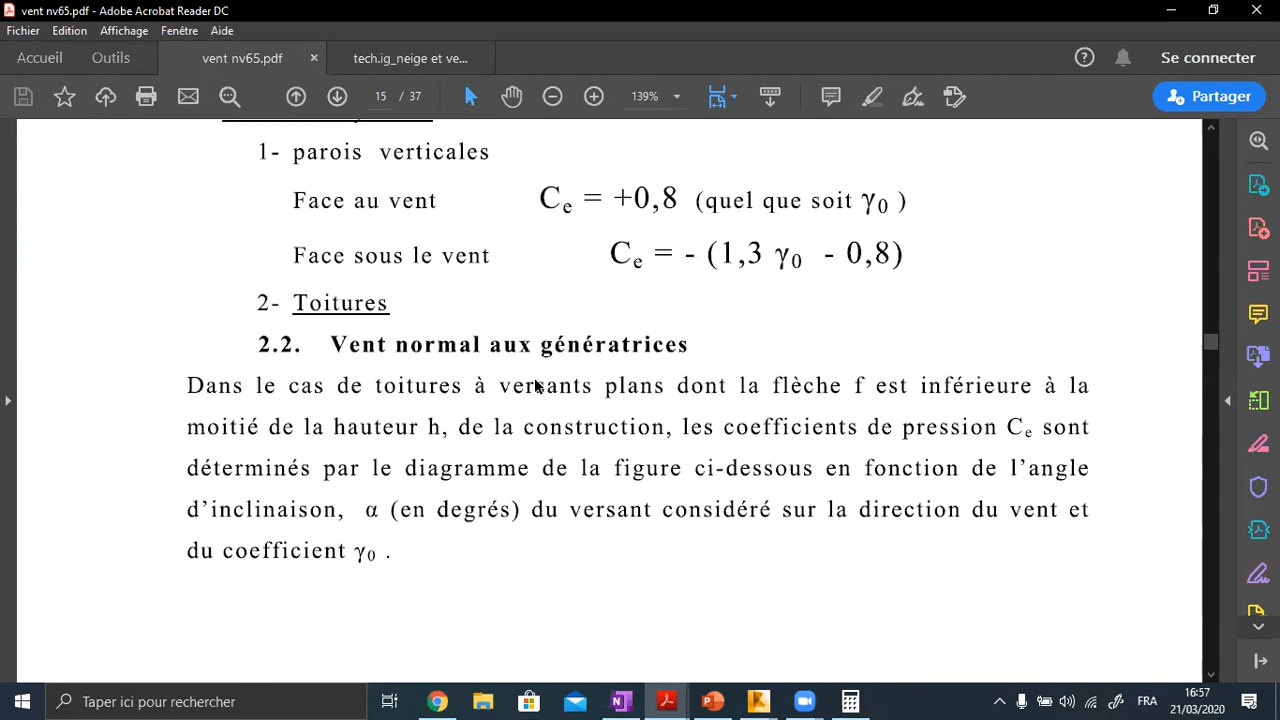 vent nv65.pdf - Adobe Acrobat Reader DC
Fichier Edition Affichage Fenêtre Aide
Accueil Outils vent nv65.pdf × tech.ig_neige et ve... Se connecter
15 / 37 139% Partager
1- parois verticales
Face au vent Ce = +0,8 (quel que soit γ0 )
Face sous le vent Ce = - (1,3 γ0 - 0,8)
2- Toitures
2.2. Vent normal aux génératrices
Dans le cas de toitures à versants plans dont la flèche f est inférieure à la
moitié de la hauteur h, de la construction, les coefficients de pression Ce sont
déterminés par le diagramme de la figure ci-dessous en fonction de l’angle
d’inclinaison, α (en degrés) du versant considéré sur la direction du vent et
du coefficient γ0 .
Taper ici pour rechercher FRA 16:57
21/03/2020